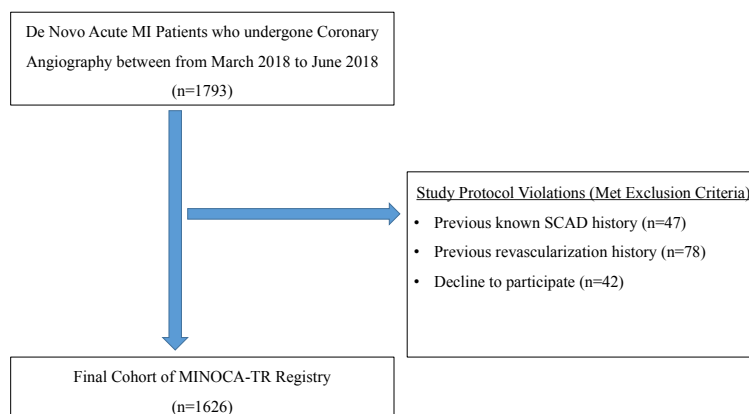 De Novo Acute MI Patients who undergone Coronary
Angiography between from March 2018 to June 2018
(n=1793)
Study Protocol Violations (Met Exclusion Criteria)
• Previous known SCAD history (n=47)
• Previous revascularization history (n=78)
• Decline to participate (n=42)
Final Cohort of MINOCA-TR Registry
(n=1626)